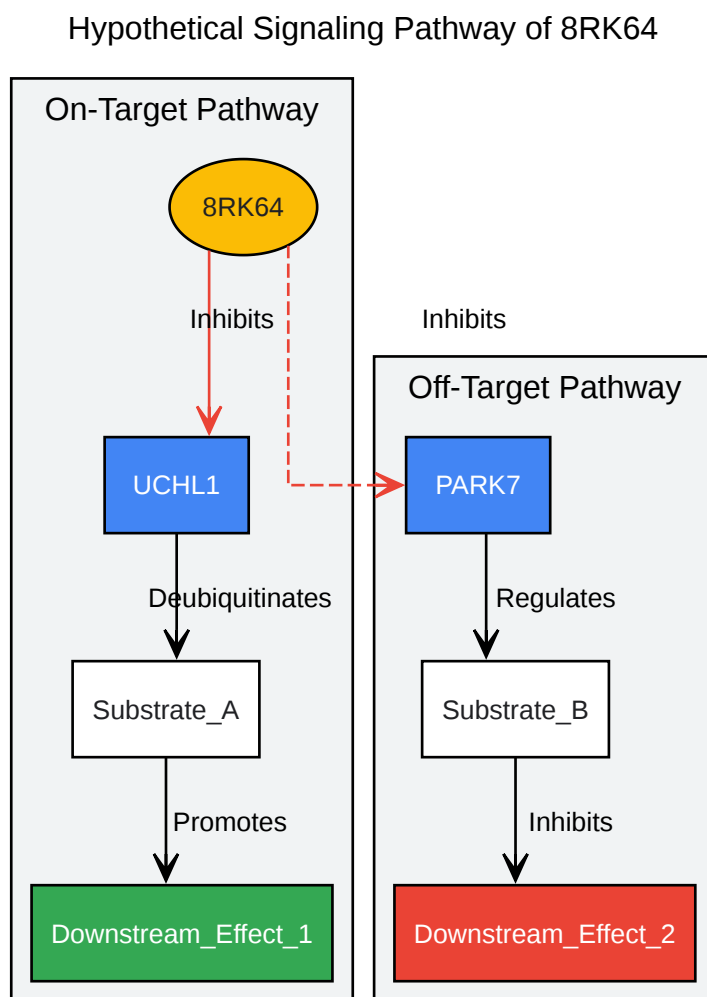 Hypothetical Signaling Pathway of 8RK64
On-Target Pathway
8RK64
Inhibits
Inhibits
Off-Target Pathway
UCHL1
PARK7
Deubiquitinates
Regulates
Substrate_A
Substrate_B
Promotes
Inhibits
Downstream_Effect_1
Downstream_Effect_2